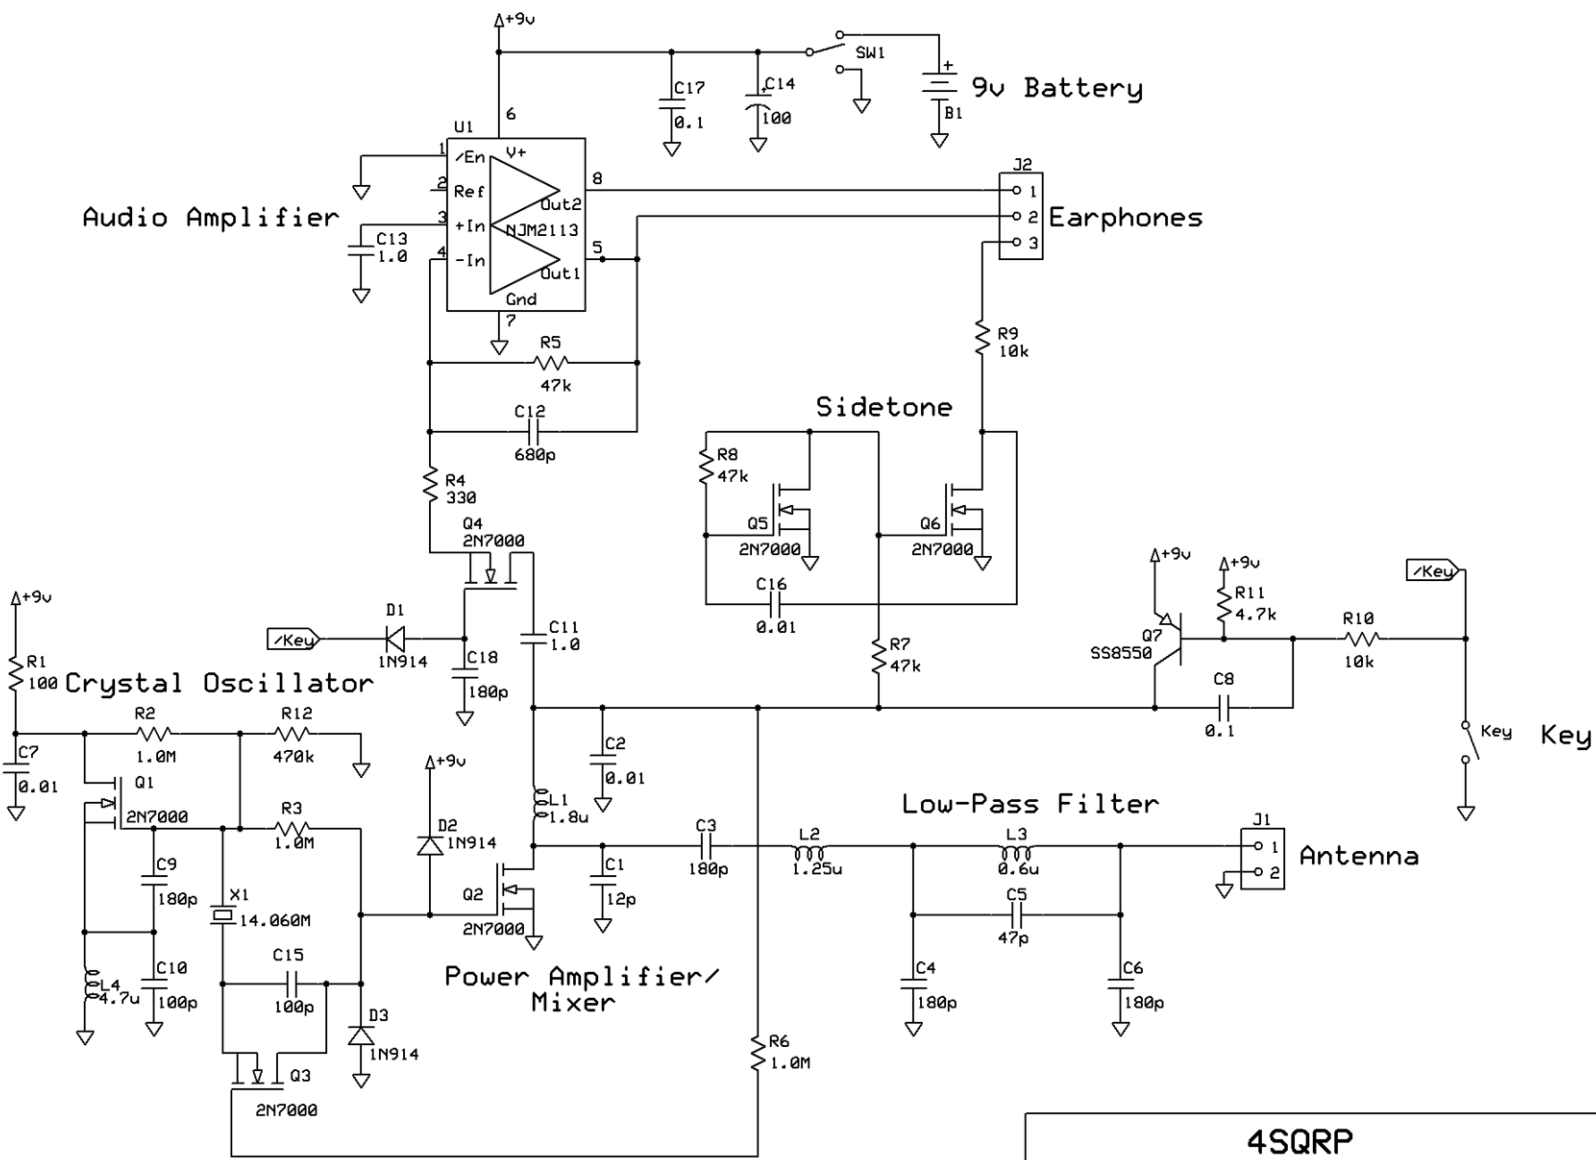 +9v
SW1
C17
0.1
C14
+
100
+
9v Battery
B1
6
U1
1
/En
V+
2
Ref
8
Out2
3
+In
NJM2113
4
-In
5
Out1
Gnd
7
Audio Amplifier
C13
1.0
J2
1
2
3
Earphones
R5
47k
R9
10k
C12
680p
Sidetone
R4
330
R8
47k
Q4
2N7000
Q5
2N7000
Q6
2N7000
C16
0.01
+9v
+9v
/Key
R11
4.7k
R10
10k
Q7
SS8550
+9v
D1
/Key
1N914
C11
1.0
R7
47k
C18
180p
R1
100
Crystal Oscillator
C8
0.1
R2
1.0M
R12
470k
Key
Key
C7
0.01
+9v
C2
0.01
Q1
2N7000
L1
1.8u
Low-Pass Filter
R3
1.0M
D2
1N914
C3
180p
L2
1.25u
L3
0.6u
J1
1
2
Antenna
C9
180p
X1
14.060M
Q2
2N7000
C1
12p
C5
47p
L4
4.7u
C10
100p
C15
100p
Power Amplifier/
Mixer
C4
180p
C6
180p
D3
1N914
Q3
2N7000
R6
1.0M
4SQRP